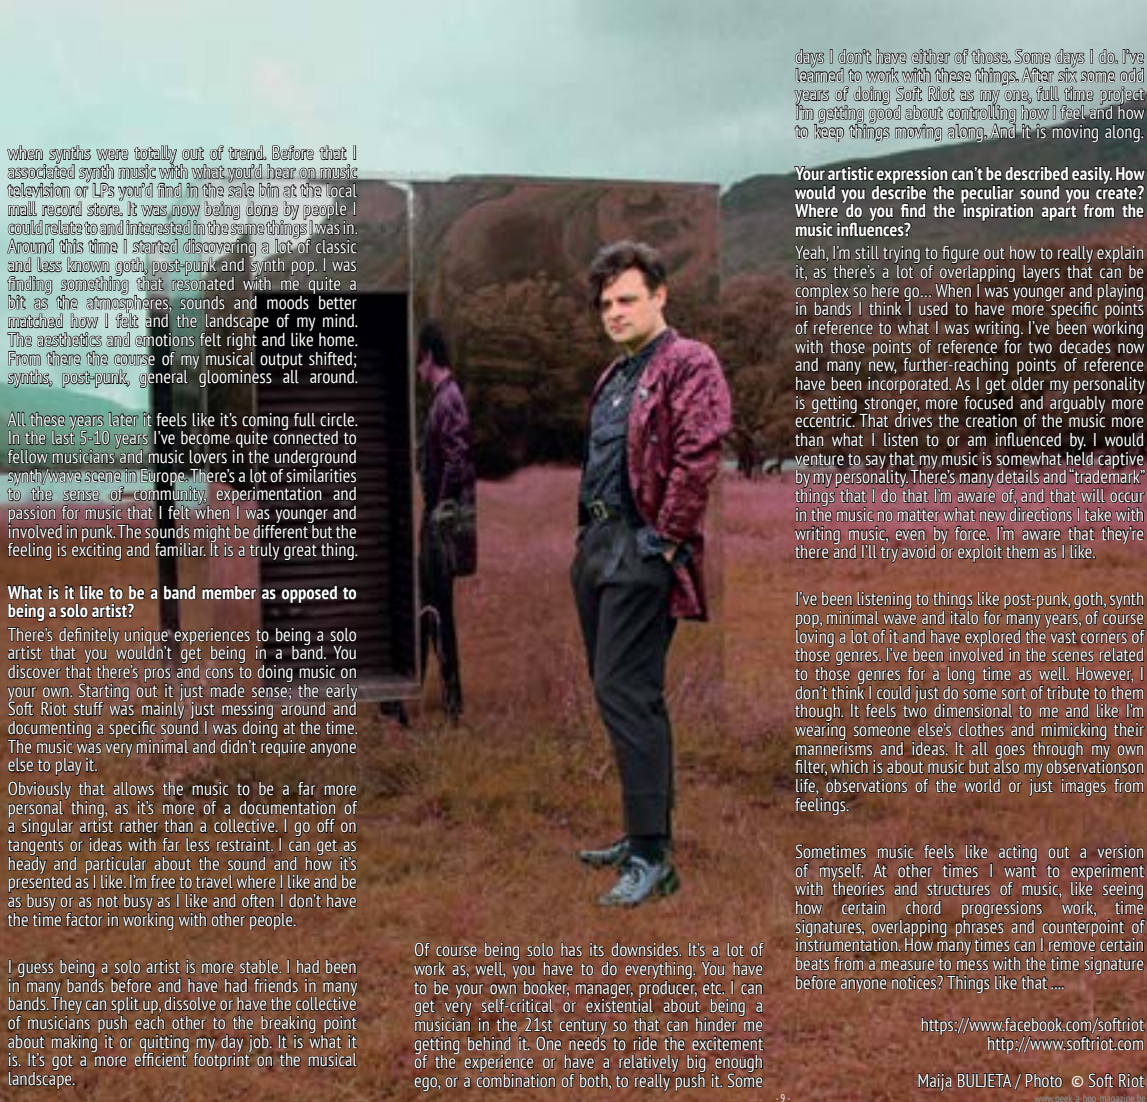 when synths were totally out of trend. Before that I
associated synth music with what you'd hear on music
television or LPs you'd find in the sale bin at the local
mall record store. It was now being done by people I
could relate to and interested in the same things I was in.
Around this time I started discovering a lot of classic
and less known goth, post-punk and synth pop. I was
finding something that resonated with me quite a
bit as the atmospheres, sounds and moods better
matched how I felt and the landscape of my mind.
The aesthetics and emotions felt right and like home.
From there the course of my musical output shifted;
synths, post-punk, general gloominess all around.
All these years later it feels like it's coming full circle.
In the last 5-10 years I've become quite connected to
fellow musicians and music lovers in the underground
synth/wave scene in Europe. There's a lot of similarities
to the sense of community, experimentation and
passion for music that I felt when I was younger and
involved in punk. The sounds might be different but the
feeling is exciting and familiar. It is a truly great thing.
What is it like to be a band member as opposed to
being a solo artist?
There's definitely unique experiences to being a solo
artist that you wouldn't get being in a band. You
discover that there's pros and cons to doing music on
your own. Starting out it just made sense; the early
Soft Riot stuff was mainly just messing around and
documenting a specific sound I was doing at the time.
The music was very minimal and didn't require anyone
else to play it.
Obviously that allows the music to be a far more
personal thing, as it's more of a documentation of
a singular artist rather than a collective. I go off on
tangents or ideas with far less restraint. I can get as
heady and particular about the sound and how it's
presented as I like. I'm free to travel where I like and be
as busy or as not busy as I like and often I don't have
the time factor in working with other people.
I guess being a solo artist is more stable. I had been
in many bands before and have had friends in many
bands. They can split up, dissolve or have the collective
of musicians push each other to the breaking point
about making it or quitting my day job. It is what it
is. It's got a more efficient footprint on the musical
landscape.
Of course being solo has its downsides. It's a lot of
work as, well, you have to do everything. You have
to be your own booker, manager, producer, etc. I can
get very self-critical or existential about being a
musician in the 21st century so that can hinder me
getting behind it. One needs to ride the excitement
of the experience or have a relatively big enough
ego, or a combination of both, to really push it. Some
days I don't have either of those. Some days I do. I've
learned to work with these things. After six some odd
years of doing Soft Riot as my one, full time project
I'm getting good about controlling how I feel and how
to keep things moving along. And it is moving along.
Your artistic expression can't be described easily. How
would you describe the peculiar sound you create?
Where do you find the inspiration apart from the
music influences?
Yeah, I'm still trying to figure out how to really explain
it, as there's a lot of overlapping layers that can be
complex so here go... When I was younger and playing
in bands I think I used to have more specific points
of reference to what I was writing. I've been working
with those points of reference for two decades now
and many new, further-reaching points of reference
have been incorporated. As I get older my personality
is getting stronger, more focused and arguably more
eccentric. That drives the creation of the music more
than what I listen to or am influenced by. I would
venture to say that my music is somewhat held captive
by my personality. There's many details and "trademark"
things that I do that I'm aware of, and that will occur
in the music no matter what new directions I take with
writing music, even by force. I'm aware that they're
there and I'll try avoid or exploit them as I like.
I've been listening to things like post-punk, goth, synth
pop, minimal wave and italo for many years, of course
loving a lot of it and have explored the vast corners of
those genres. I've been involved in the scenes related
to those genres for a long time as well. However, I
don't think I could just do some sort of tribute to them
though. It feels two dimensional to me and like I'm
wearing someone else's clothes and mimicking their
mannerisms and ideas. It all goes through my own
filter, which is about music but also my observationson
life, observations of the world or just images from
feelings.
Sometimes music feels like acting out a version
of myself. At other times I want to experiment
with theories and structures of music, like seeing
how certain chord progressions work, time
signatures, overlapping phrases and counterpoint of
instrumentation. How many times can I remove certain
beats from a measure to mess with the time signature
before anyone notices? Things like that ....
https://www.facebook.com/softriot
http://www.softriot.com
Maija BULJETA / Photo © Soft Riot
- 9 -
www.peek-a-boo-magazine.be